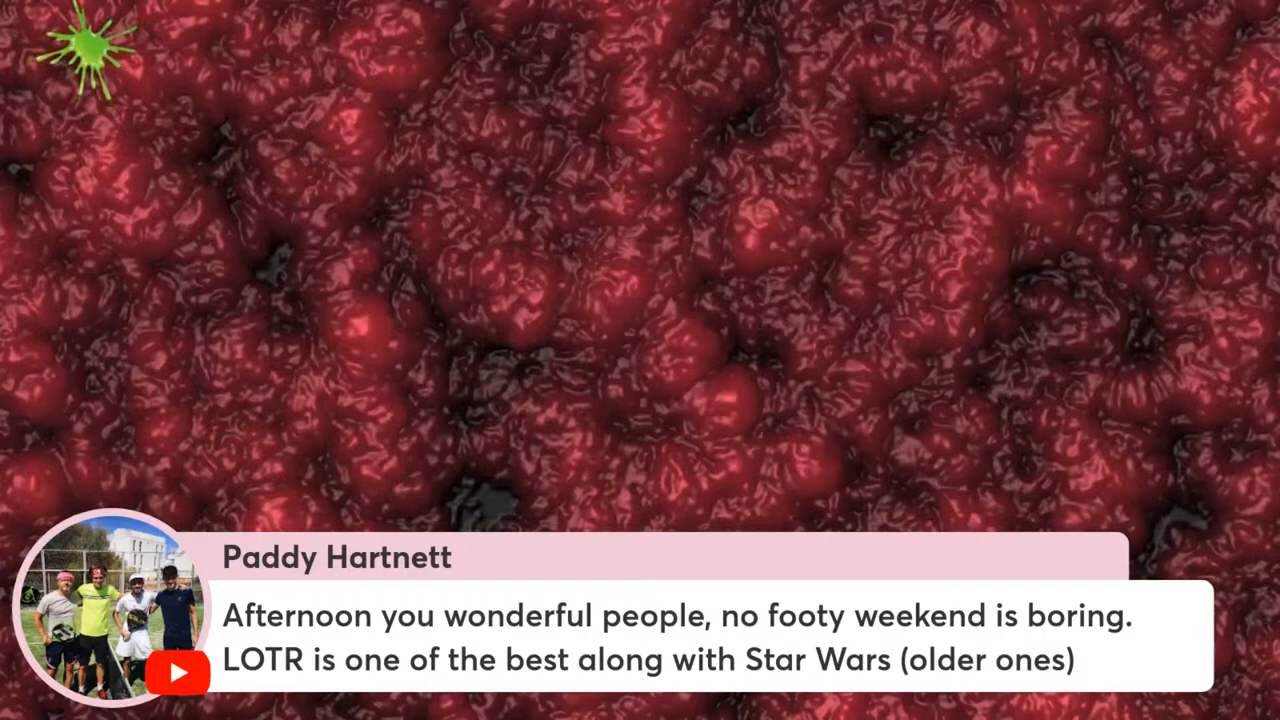 Paddy Hartnett
Afternoon you wonderful people, no footy weekend is boring.
LOTR is one of the best along with Star Wars (older ones)